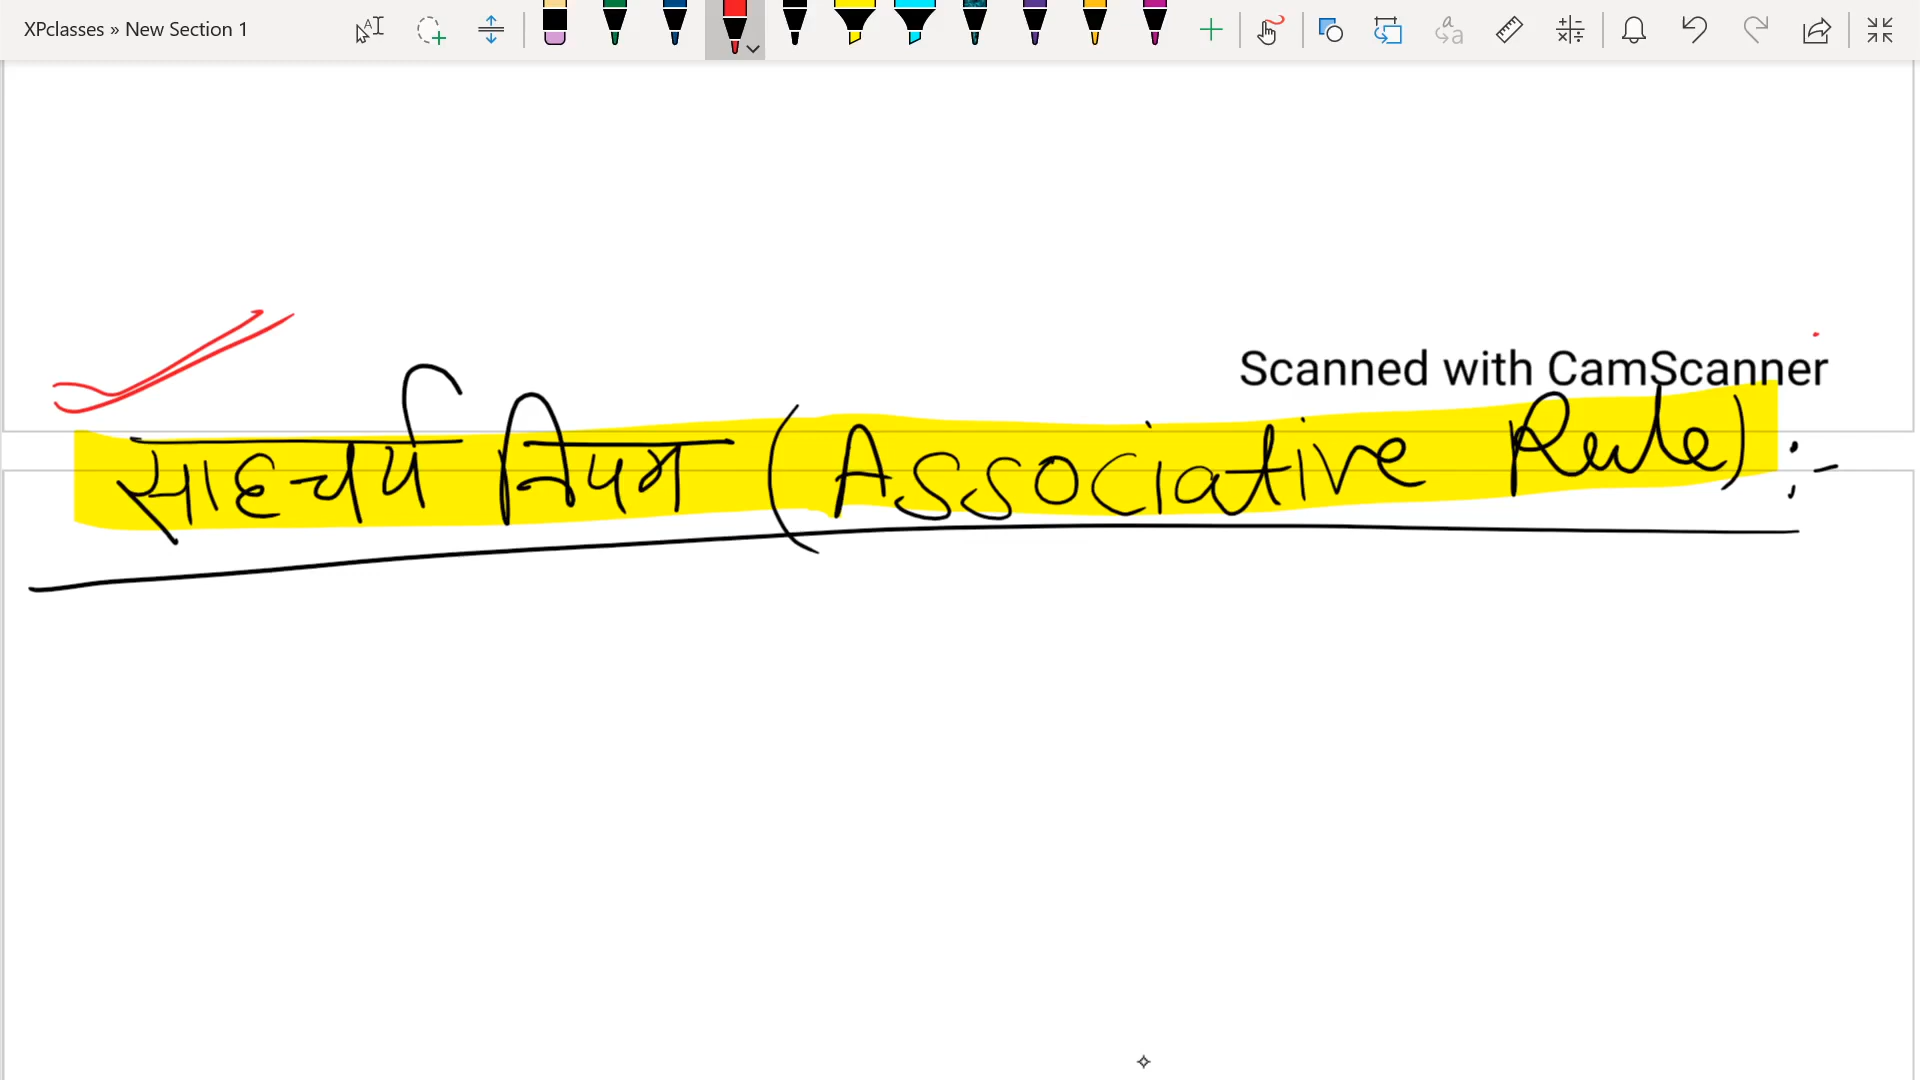 XPclasses » New Section 1
Scanned with CamScanner
साहचर्य नियम (Associative Rule) :-